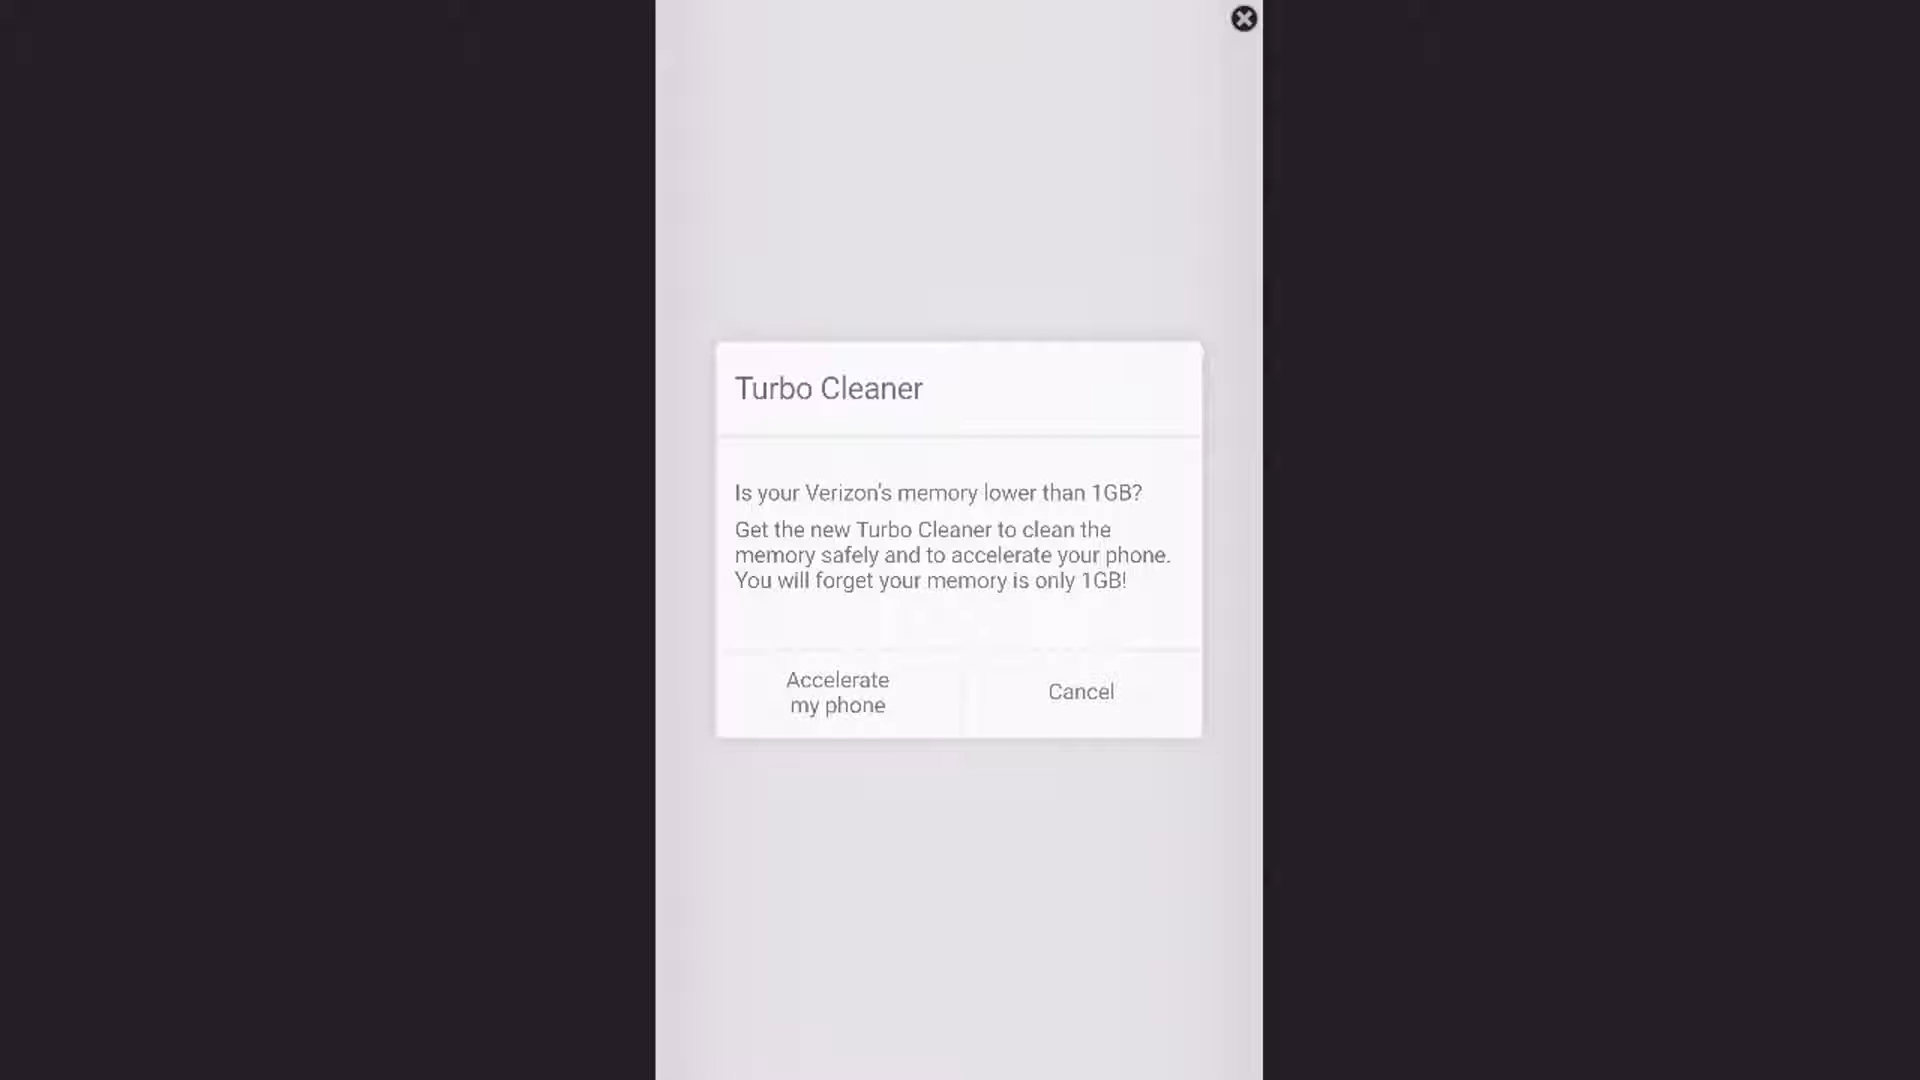 Turbo Cleaner
Is your Verizon's memory lower than 1GB?
Get the new Turbo Cleaner to clean the
memory safely and to accelerate your phone.
You will forget your memory is only 1GB!
Accelerate
my phone
Cancel